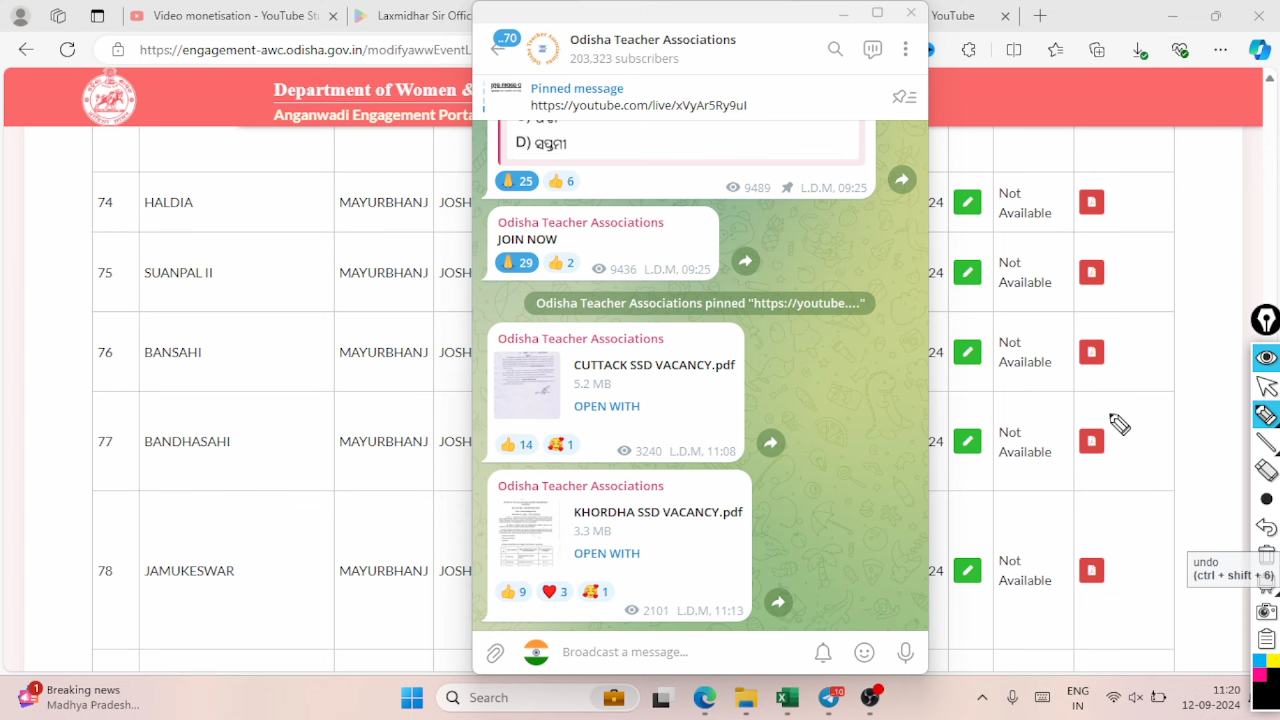 Video monetisation - YouTube St
Laxmidhar Sir Offici
YouTube
https://engagement-awc.odisha.gov.in/modifyawwEventL
Department of Women &
Anganwadi Engagement Porta
..70
Odisha Teacher Associations
203,323 subscribers
Pinned message
https://youtube.com/live/xVyAr5Ry9uI
D) ସପ୍ତମୀ
25 6 9489 L.D.M, 09:25
74 HALDIA MAYURBHANJ JOSH 24 Not Available
Odisha Teacher Associations
JOIN NOW
29 2 9436 L.D.M, 09:25
75 SUANPAL II MAYURBHANJ JOSH 24 Not Available
Odisha Teacher Associations pinned "https://youtube...."
Odisha Teacher Associations
CUTTACK SSD VACANCY.pdf
5.2 MB
OPEN WITH
14 1 3240 L.D.M, 11:08
76 BANSAHI MAYURBHANJ JOSH 24 Not Available
77 BANDHASAHI MAYURBHANJ JOSH 24 Not Available
Odisha Teacher Associations
KHORDHA SSD VACANCY.pdf
3.3 MB
OPEN WITH
9 3 1 2101 L.D.M, 11:13
78 JAMUKESWAR MAYURBHANJ JOSH 24 Not Available
undo
(ctrl + shift + 6)
Broadcast a message...
1 Breaking news
Madhya Pradesh...
Search
..10
ENG
IN
11:20
12-09-2024